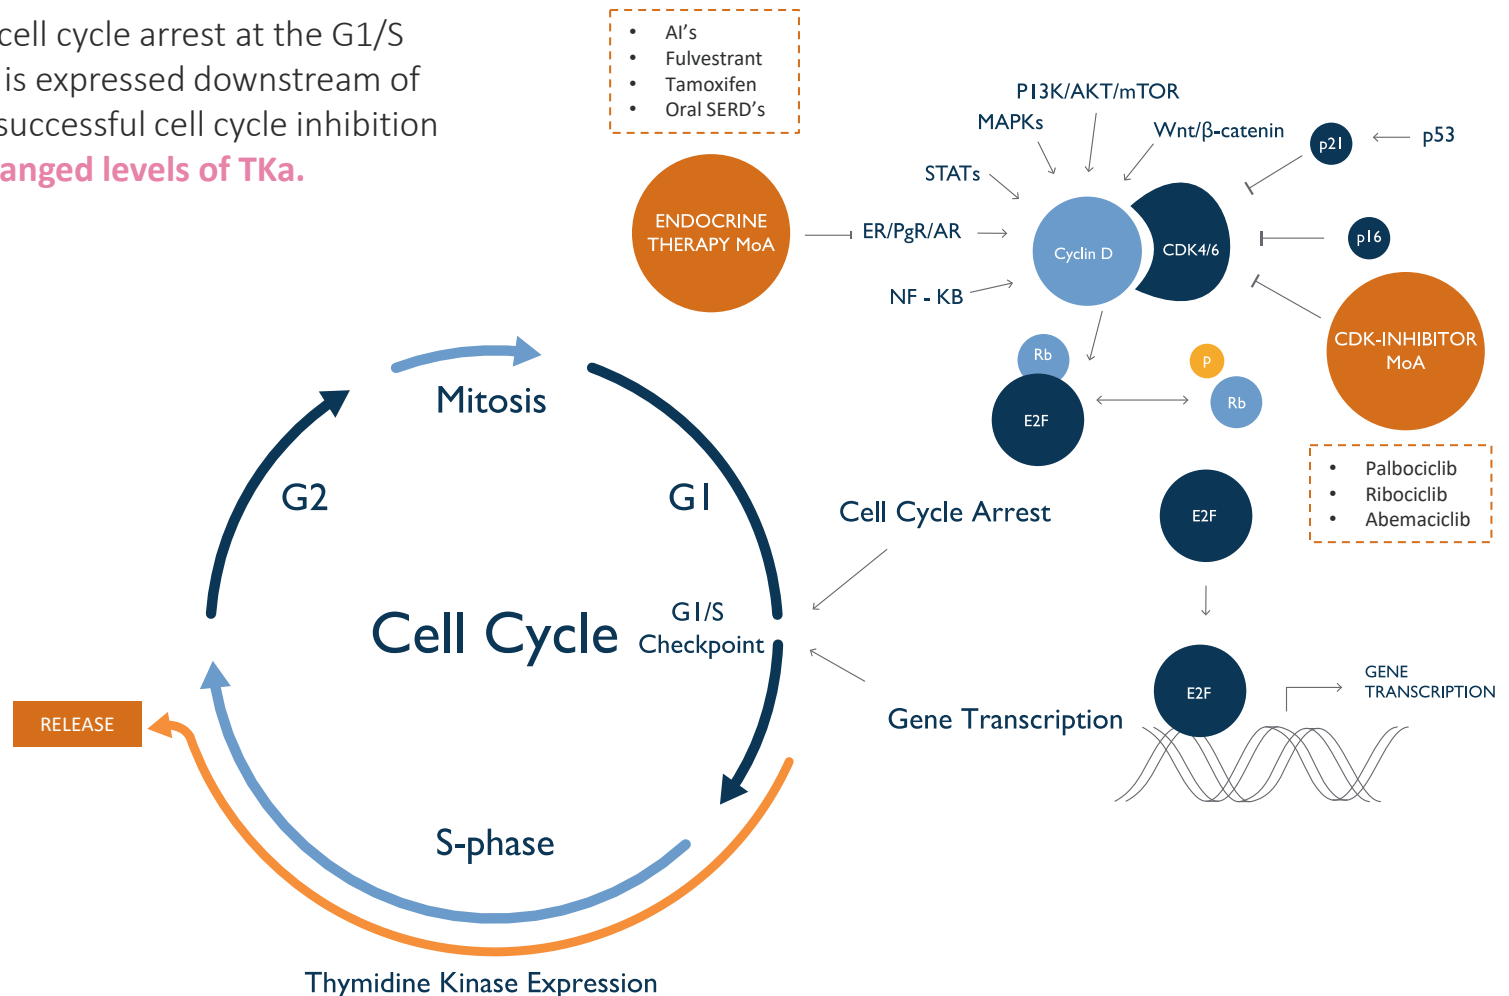 cell cycle arrest at the G1/S
is expressed downstream of
successful cell cycle inhibition
anged levels of TKa.
• AI's
• Fulvestrant
• Tamoxifen
• Oral SERD's
P13K/AKT/mTOR
MAPKs
Wnt/β-catenin
p21
p53
STATs
ENDOCRINE
THERAPY MoA
ER/PgR/AR
Cyclin D
CDK4/6
p16
NF - KB
CDK-INHIBITOR
MoA
Rb
P
Rb
E2F
Mitosis
G2
G1
• Palbociclib
• Ribociclib
• Abemaciclib
Cell Cycle Arrest
E2F
Cell Cycle
G1/S
Checkpoint
GENE
TRANSCRIPTION
E2F
RELEASE
Gene Transcription
S-phase
Thymidine Kinase Expression